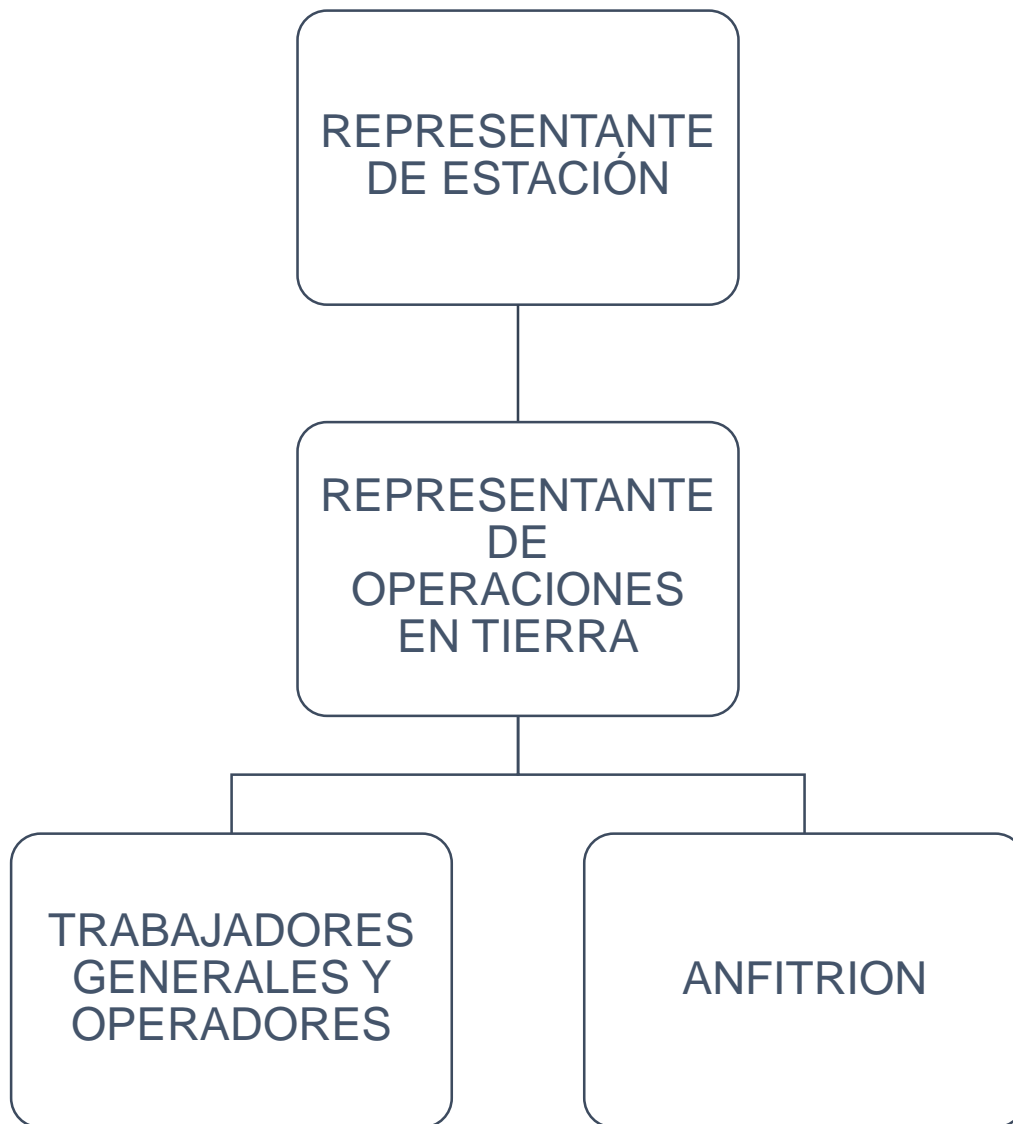 REPRESENTANTE
DE ESTACIÓN
REPRESENTANTE
DE
OPERACIONES
EN TIERRA
TRABAJADORES
GENERALES Y
OPERADORES
ANFITRION